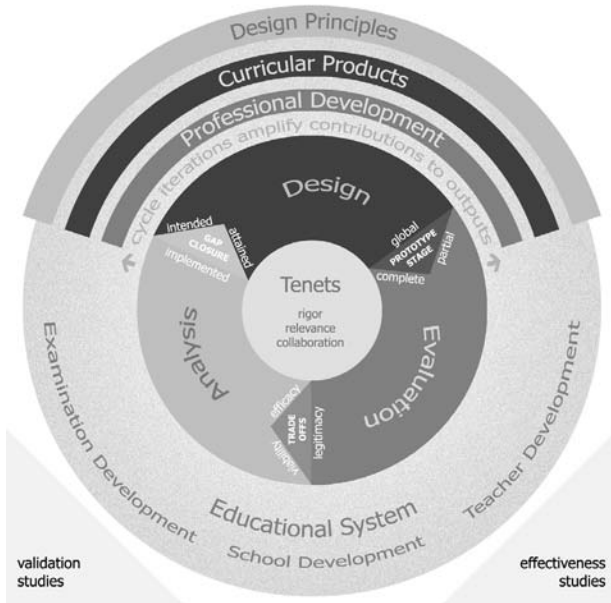 Design Principles
Curricular Products
Professional Development
cycle iterations amplify contributions to outputs
Design
intended
attained
GAP
CLOSURE
implemented
global
PROTOTYPE
STAGE
partial
complete
Tenets
rigor
relevance
collaboration
Analysis
Evaluation
efficacy
TRADE
OFFS
legitimacy
viability
Examination Development
Educational System
School Development
Teacher Development
validation
studies
effectiveness
studies